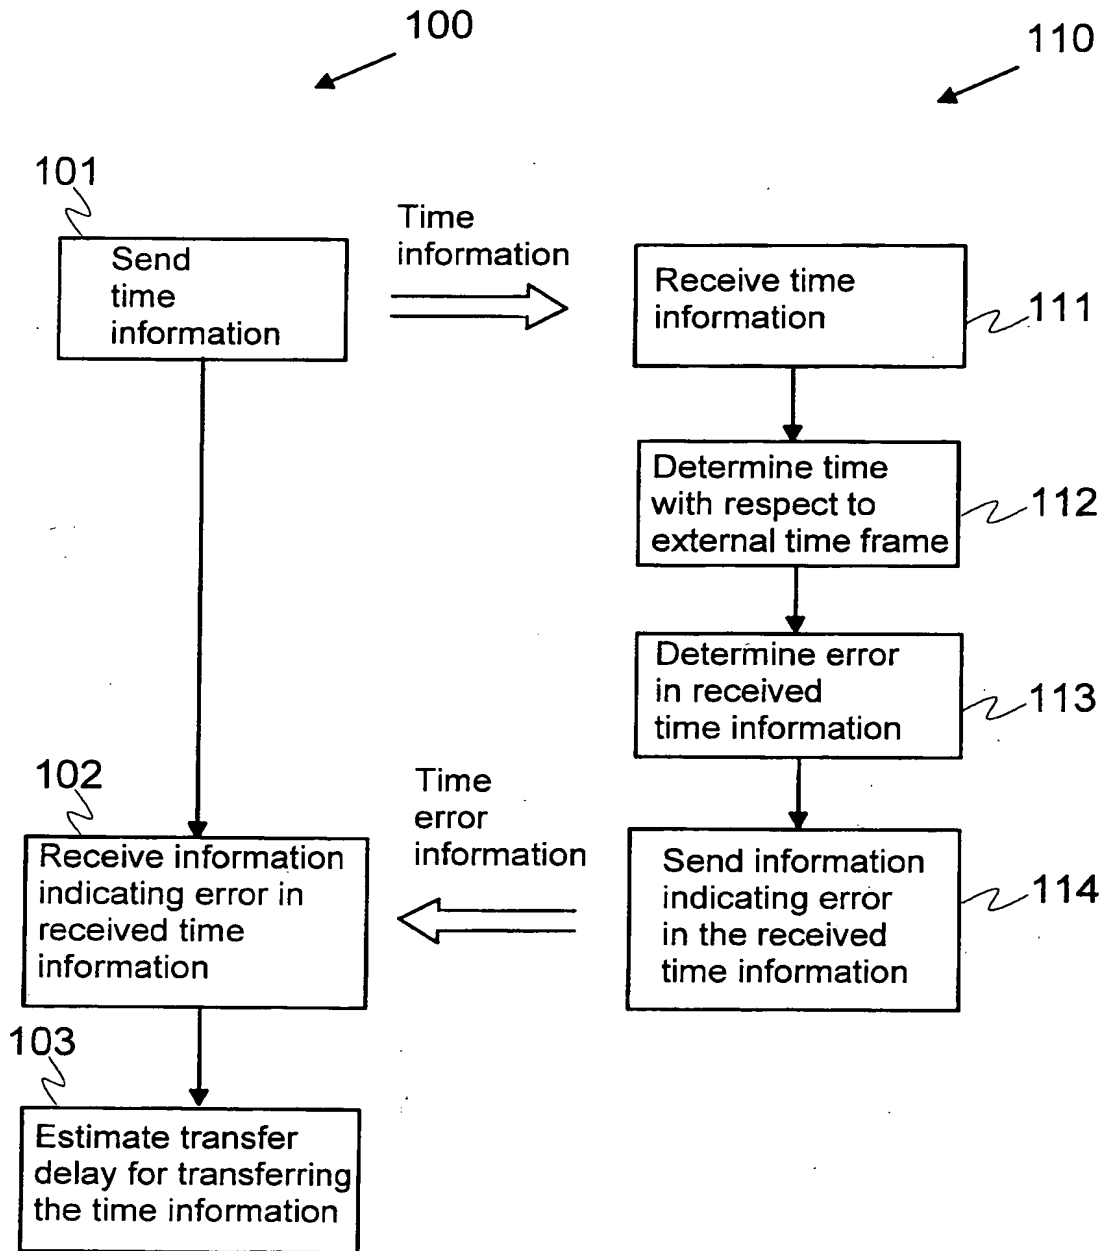 100
110
101
Send
time
information
Time
information
Receive time
information
111
Determine time
with respect to
external time frame
112
Determine error
in received
time information
113
102
Receive information
indicating error in
received time
information
Time
error
information
Send information
indicating error
in the received
time information
114
103
Estimate transfer
delay for transferring
the time information